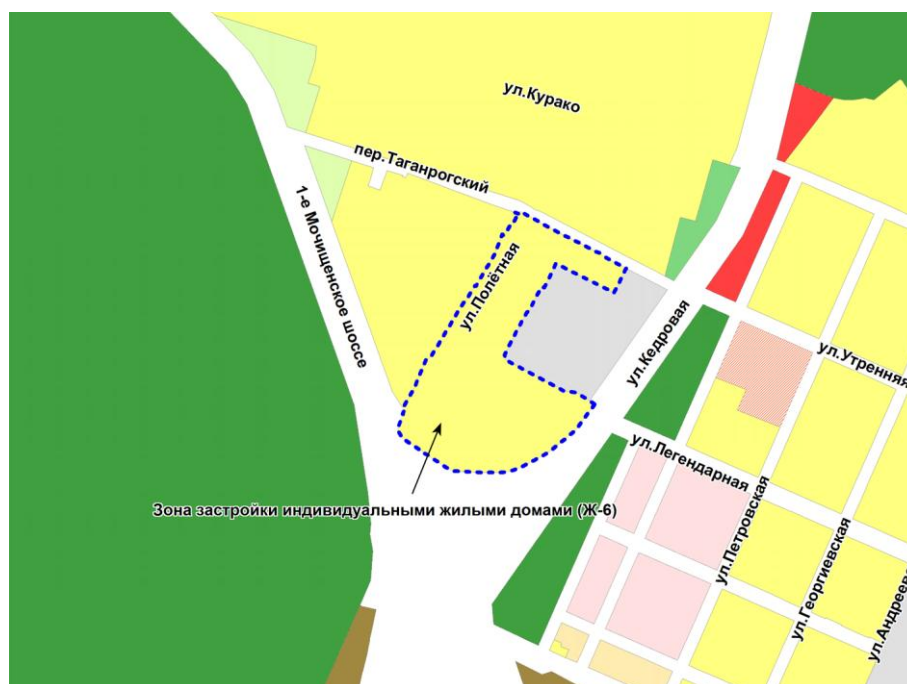 ул.Курако
пер.Таганрогский
1-е Мочищенское шоссе
ул.Полётная
ул.Кедровая
ул.Утренняя
ул.Легендарная
Зона застройки индивидуальными жилыми домами (Ж-6)
ул.Петровская
ул.Георгиевская
ул.Андреевс